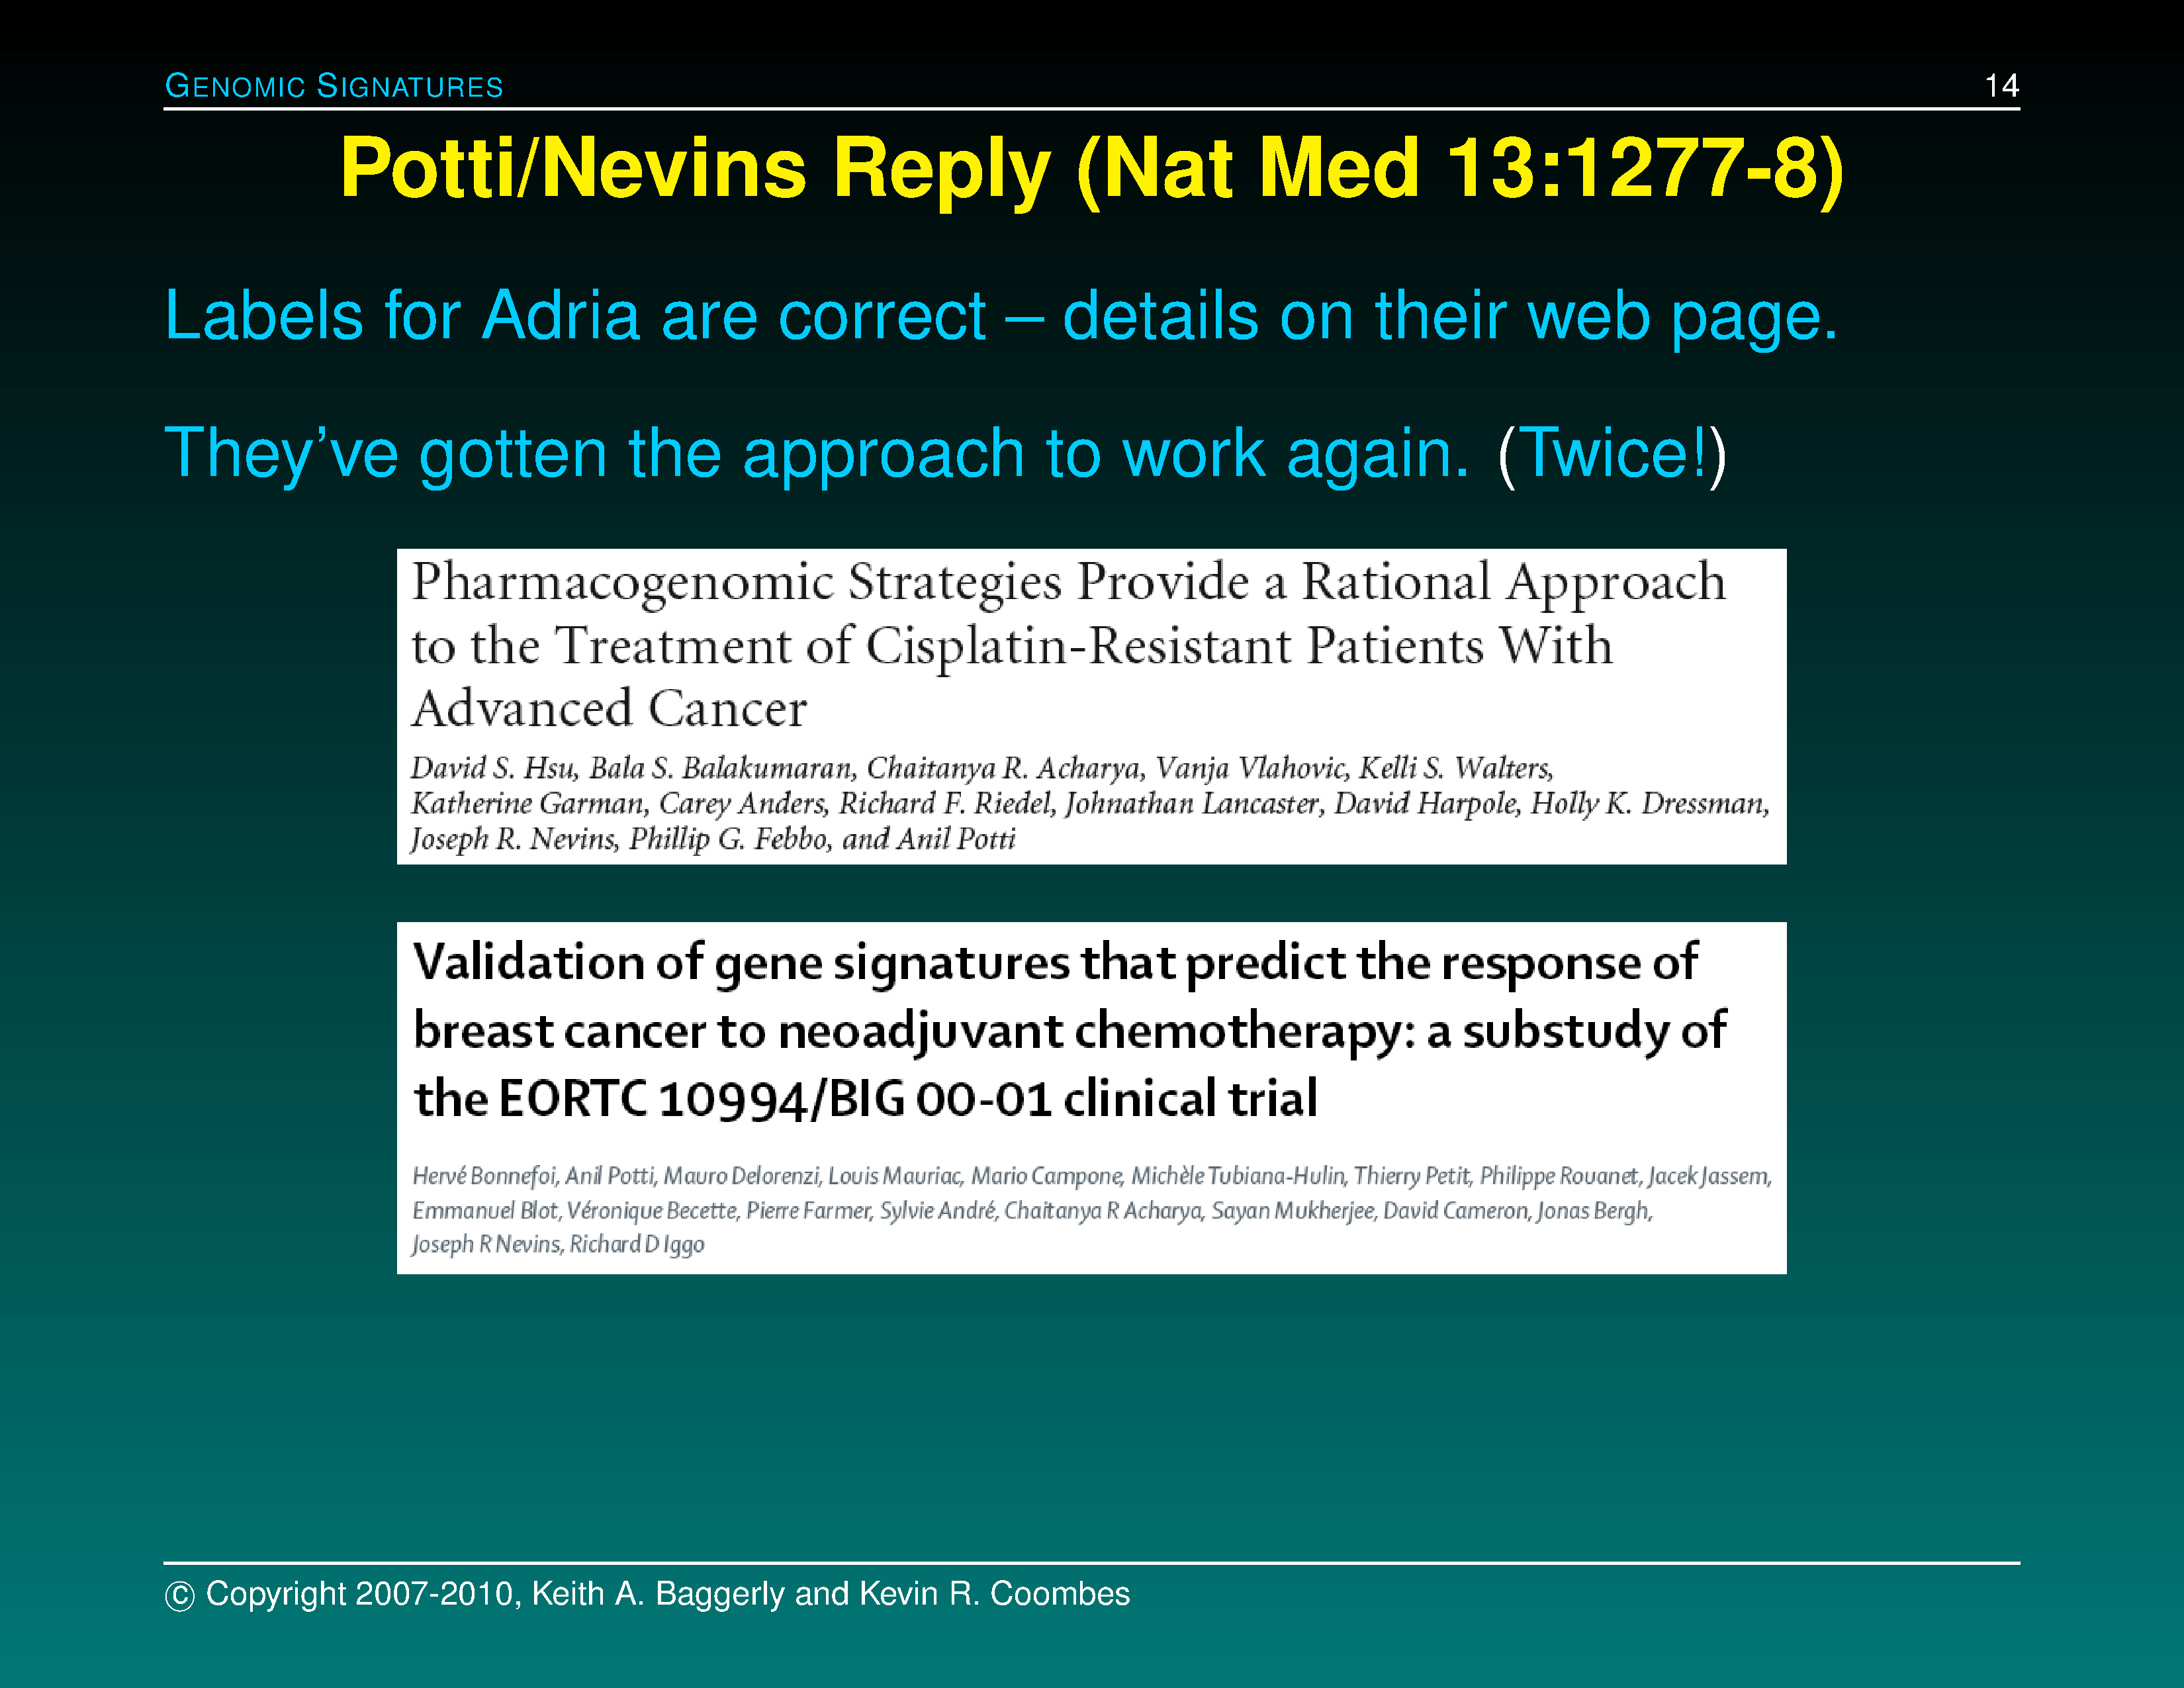 GENOMIC SIGNATURES 14
Potti/Nevins Reply (Nat Med 13:1277-8)
Labels for Adria are correct – details on their web page.
They’ve gotten the approach to work again. (Twice!)
Pharmacogenomic Strategies Provide a Rational Approach
to the Treatment of Cisplatin-Resistant Patients With
Advanced Cancer
David S. Hsu, Bala S. Balakumaran, Chaitanya R. Acharya, Vanja Vlahovic, Kelli S. Walters,
Katherine Garman, Carey Anders, Richard F. Riedel, Johnathan Lancaster, David Harpole, Holly K. Dressman,
Joseph R. Nevins, Phillip G. Febbo, and Anil Potti
Validation of gene signatures that predict the response of
breast cancer to neoadjuvant chemotherapy: a substudy of
the EORTC 10994/BIG 00-01 clinical trial
Hervé Bonnefoi, Anil Potti, Mauro Delorenzi, Louis Mauriac, Mario Campone, Michèle Tubiana-Hulin, Thierry Petit, Philippe Rouanet, Jacek Jassem,
Emmanuel Blot, Véronique Becette, Pierre Farmer, Sylvie André, Chaitanya R Acharya, Sayan Mukherjee, David Cameron, Jonas Bergh,
Joseph R Nevins, Richard D Iggo
© Copyright 2007-2010, Keith A. Baggerly and Kevin R. Coombes